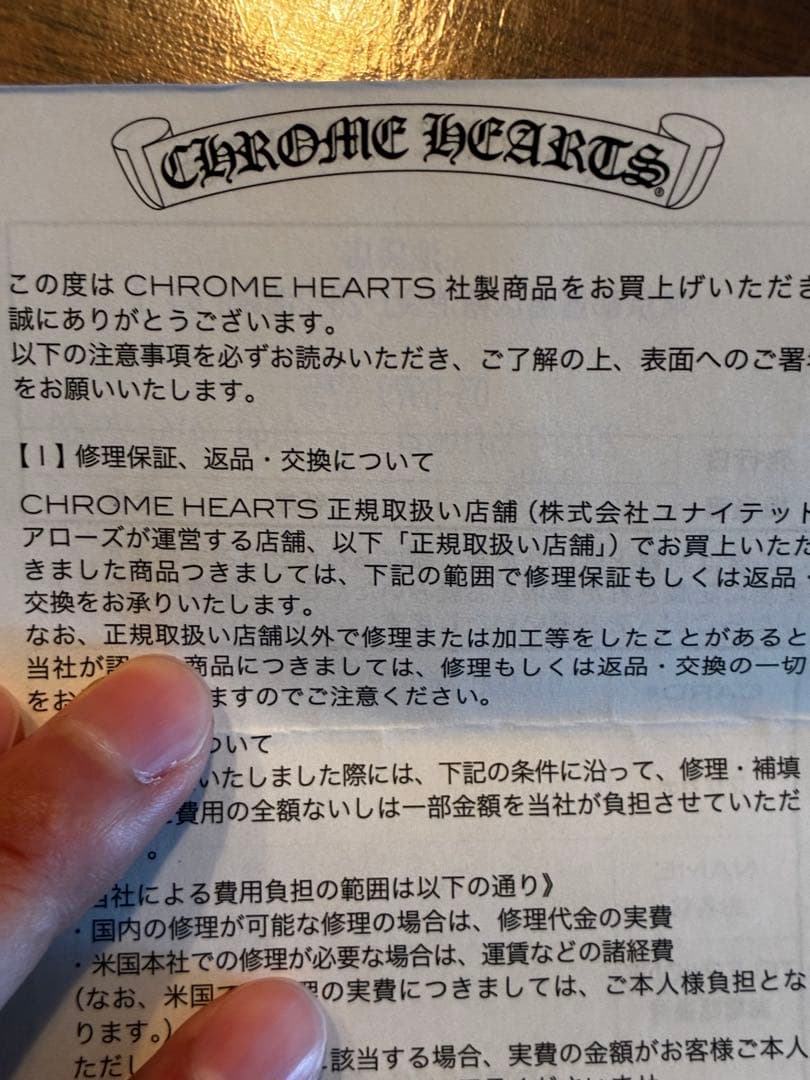 CHROME HEARTS
この度は CHROME HEARTS 社製商品をお買上げいただき
誠にありがとうございます。
以下の注意事項を必ずお読みいただき、ご了解の上、表面へのご署名
をお願いいたします。
【1】修理保証、返品・交換について
CHROME HEARTS 正規取扱い店舗（株式会社ユナイテッド
アローズが運営する店舗、以下「正規取扱い店舗」）でお買上いただ
きました商品つきましては、下記の範囲で修理保証もしくは返品・
交換をお承りいたします。
なお、正規取扱い店舗以外で修理または加工等をしたことがあると
当社が認 商品につきましては、修理もしくは返品・交換の一切
をお ますのでご注意ください。
ついて
いたしました際には、下記の条件に沿って、修理・補填
費用の全額ないしは一部金額を当社が負担させていただ
。
当社による費用負担の範囲は以下の通り》
・国内の修理が可能な修理の場合は、修理代金の実費
・米国本社での修理が必要な場合は、運賃などの諸経費
(なお、米国で 理の実費につきましては、ご本人様負担とな
ります。)
ただし 該当する場合、実費の金額がお客様ご本人